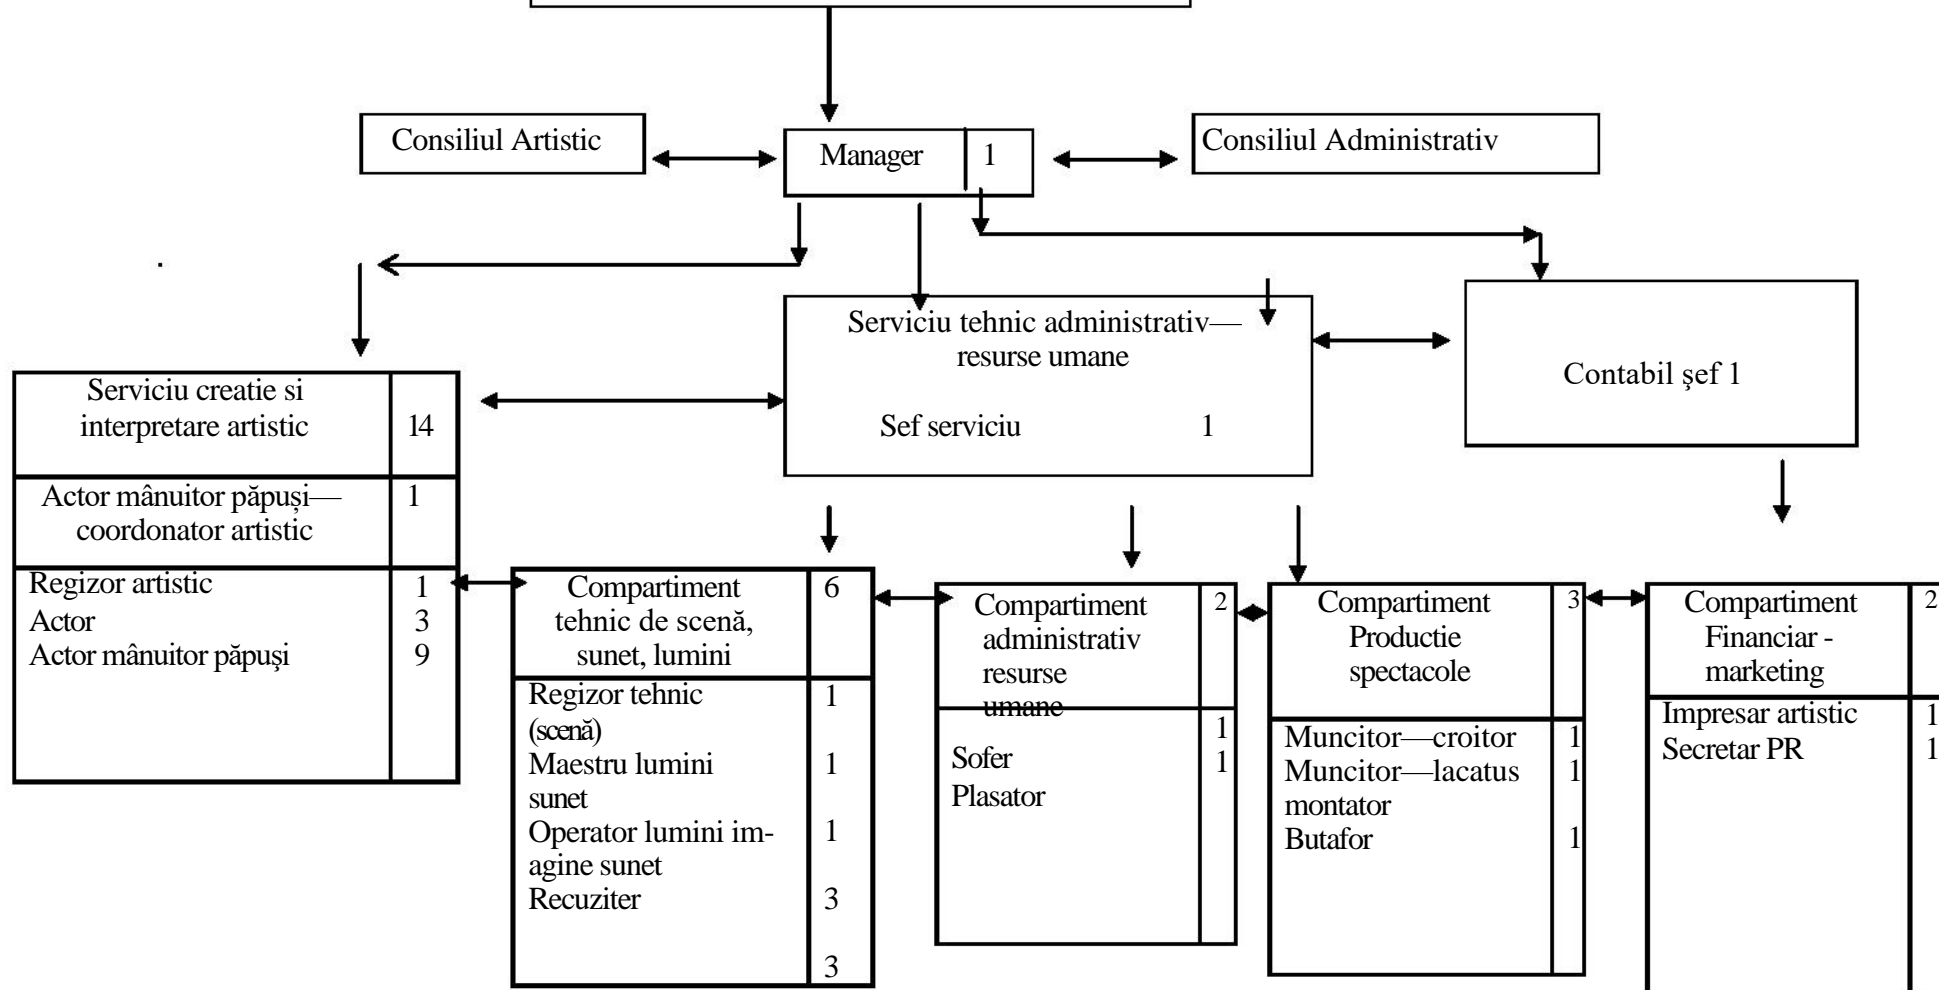 Consiliul Artistic
Manager 1
Consiliul Administrativ
Serviciu tehnic administrativ—
resurse umane
Sef serviciu 1
Contabil şef 1
Serviciu creatie si
interpretare artistic 14
Actor mânuitor păpuși— 1
coordonator artistic
Regizor artistic 1
Actor 3
Actor mânuitor păpuşi 9
Compartiment 6
tehnic de scenă,
sunet, lumini
Regizor tehnic 1
(scenă)
Maestru lumini 1
sunet
Operator lumini im- 1
agine sunet
Recuziter 3
3
Compartiment 2
administrativ
resurse
umane
1
Sofer 1
Plasator
Compartiment 3
Productie
spectacole
Muncitor—croitor 1
Muncitor—lacatus 1
montator
Butafor 1
Compartiment 2
Financiar -
marketing
Impresar artistic 1
Secretar PR 1